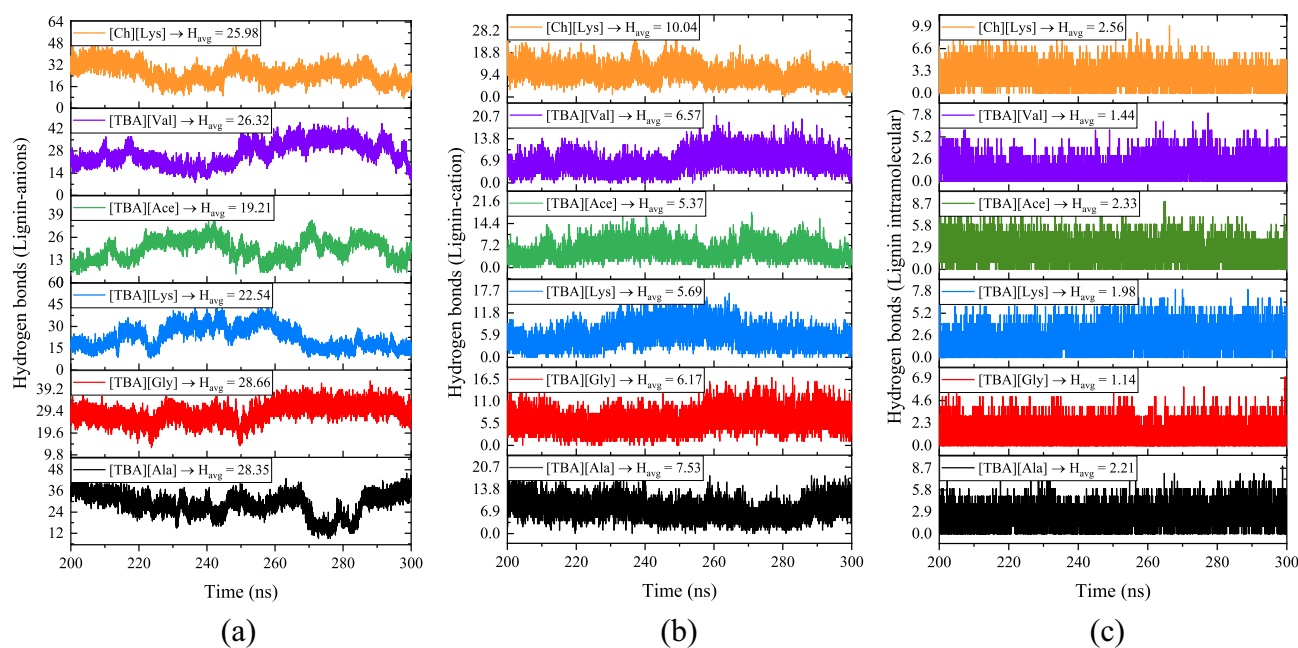 Hydrogen bonds (Lignin-anions)
64
48
32
16
0
[Ch][Lys] → Havg = 25.98
42
28
14
0
[TBA][Val] → Havg = 26.32
39
26
13
[TBA][Ace] → Havg = 19.21
60
45
30
15
0
[TBA][Lys] → Havg = 22.54
39.2
29.4
19.6
9.8
[TBA][Gly] → Havg = 28.66
48
36
24
12
[TBA][Ala] → Havg = 28.35
200 220 240 260 280 300
Time (ns)
(a)
Hydrogen bonds (Lignin-cation)
28.2
18.8
9.4
0.0
[Ch][Lys] → Havg = 10.04
20.7
13.8
6.9
0.0
[TBA][Val] → Havg = 6.57
21.6
14.4
7.2
0.0
[TBA][Ace] → Havg = 5.37
17.7
11.8
5.9
0.0
[TBA][Lys] → Havg = 5.69
16.5
11.0
5.5
0.0
[TBA][Gly] → Havg = 6.17
20.7
13.8
6.9
0.0
[TBA][Ala] → Havg = 7.53
200 220 240 260 280 300
Time (ns)
(b)
Hydrogen bonds (Lignin intramolecular)
9.9
6.6
3.3
0.0
[Ch][Lys] → Havg = 2.56
7.8
5.2
2.6
0.0
[TBA][Val] → Havg = 1.44
8.7
5.8
2.9
0.0
[TBA][Ace] → Havg = 2.33
7.8
5.2
2.6
0.0
[TBA][Lys] → Havg = 1.98
6.9
4.6
2.3
0.0
[TBA][Gly] → Havg = 1.14
8.7
5.8
2.9
0.0
[TBA][Ala] → Havg = 2.21
200 220 240 260 280 300
Time (ns)
(c)